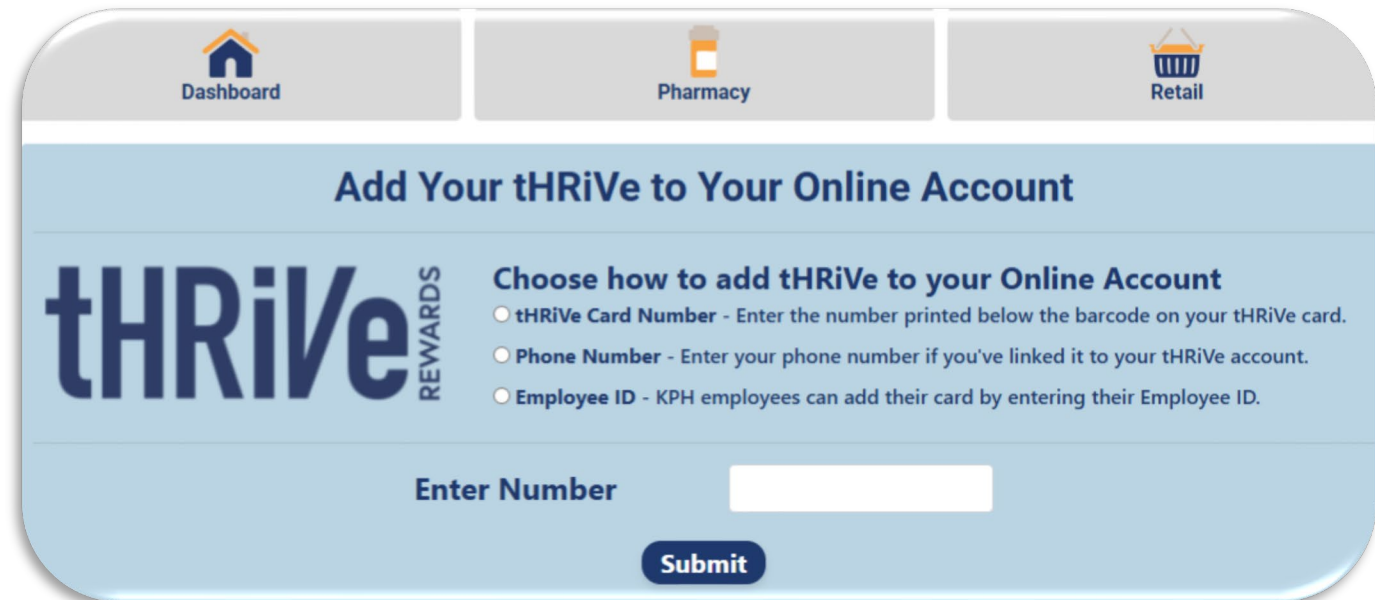 Dashboard
Pharmacy
Retail
Add Your tHRiVe to Your Online Account
tHRiVe REWARDS
Choose how to add tHRiVe to your Online Account
tHRiVe Card Number - Enter the number printed below the barcode on your tHRiVe card.
Phone Number - Enter your phone number if you've linked it to your tHRiVe account.
Employee ID - KPH employees can add their card by entering their Employee ID.
Enter Number
Submit